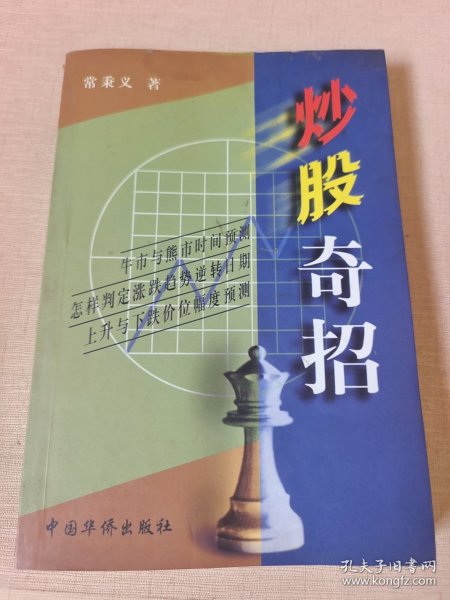 常秉义 著
炒股奇招
牛市与熊市时间预测
怎样判定涨跌趋势逆转日期
上升与下跌价位幅度预测
中国华侨出版社
孔夫子旧书网
www.kongfz.com